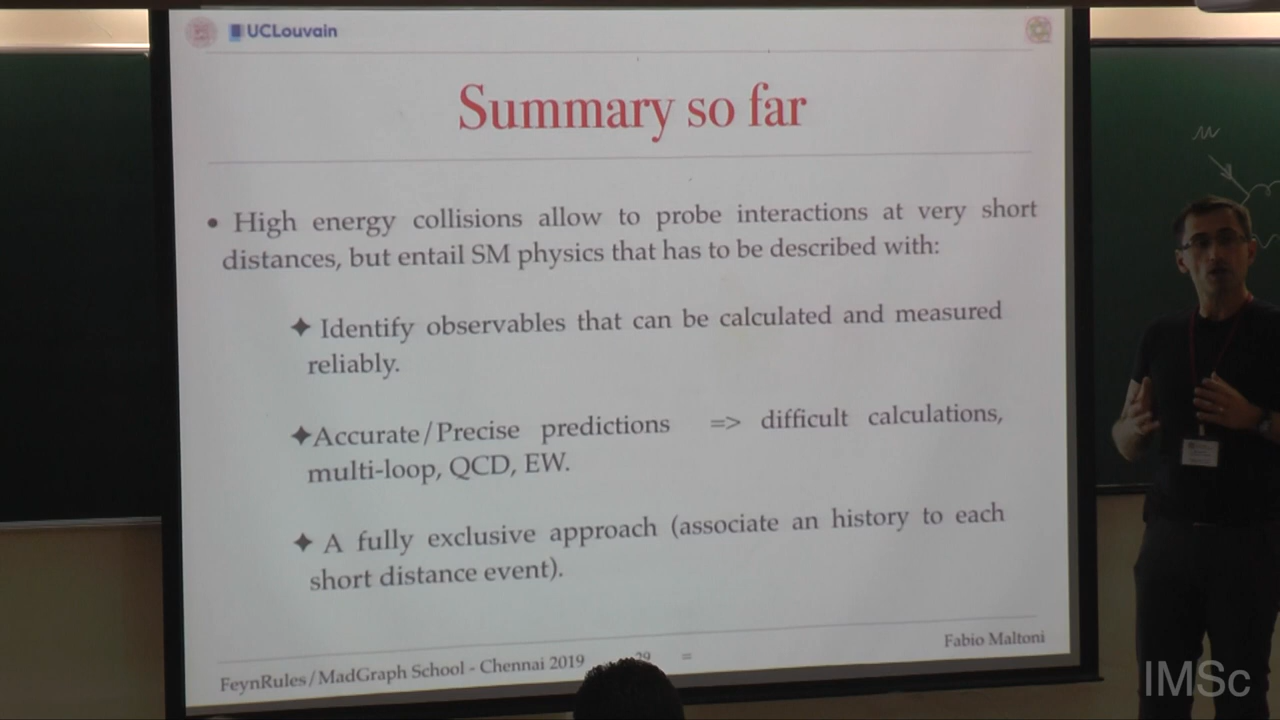 UCLouvain
Summary so far
• High energy collisions allow to probe interactions at very short
distances, but entail SM physics that has to be described with:
✦ Identify observables that can be calculated and measured
reliably.
✦Accurate/Precise predictions => difficult calculations,
multi-loop, QCD, EW.
✦ A fully exclusive approach (associate an history to each
short distance event).
FeynRules/MadGraph School - Chennai 2019 29 = Fabio Maltoni
IMSc